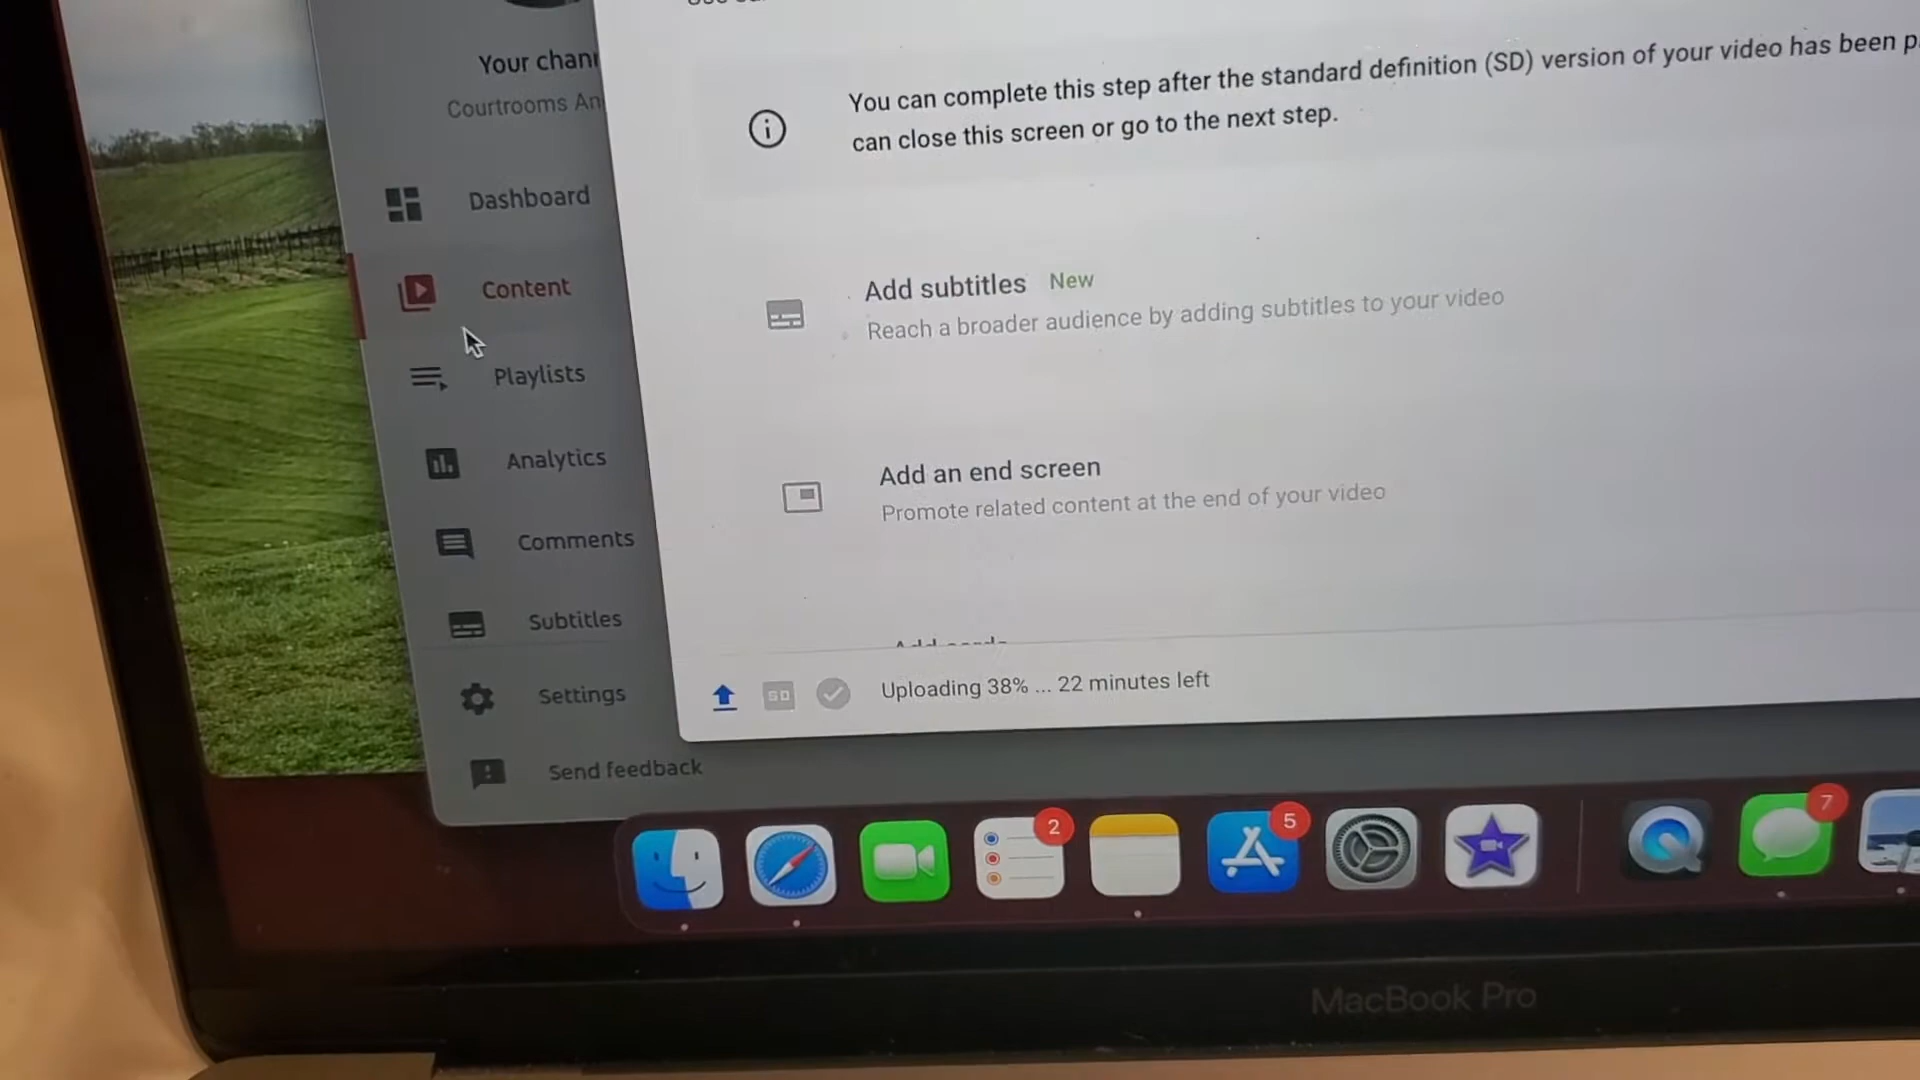 Your chan
Courtrooms An
Dashboard
Content
Playlists
Analytics
Comments
Subtitles
Settings
Send feedback
You can complete this step after the standard definition (SD) version of your video has been p
can close this screen or go to the next step.
Add subtitles New
Reach a broader audience by adding subtitles to your video
Add an end screen
Promote related content at the end of your video
SD
Uploading 38% ... 22 minutes left
2
5
7
MacBook Pro